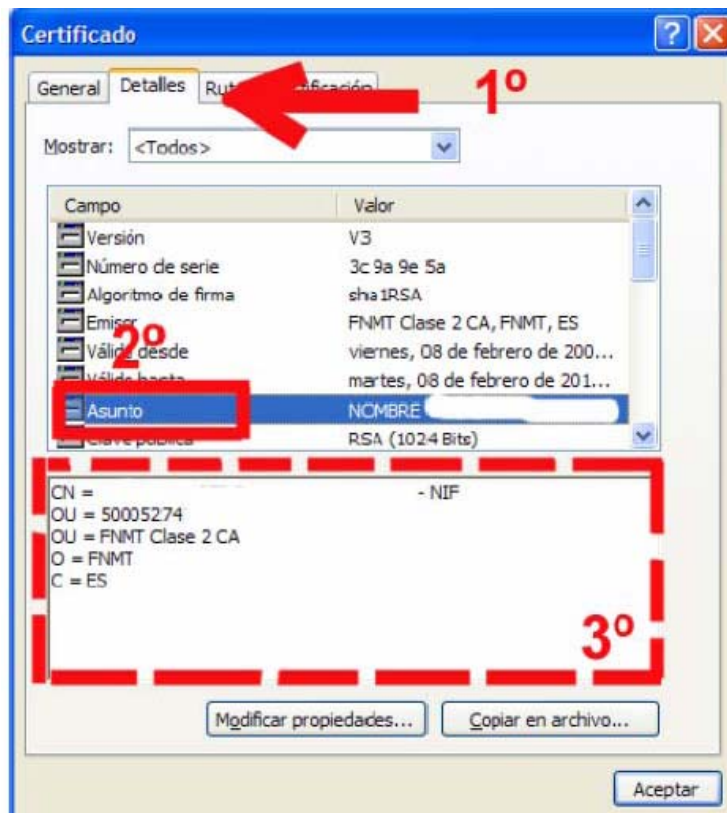 Certificado
General Detalles
1º
Mostrar: <Todos>
Campo Valor
Versión V3
Número de serie 3c 9a 9e 5a
Algoritmo de firma sha1RSA
Emisor FNMT Clase 2 CA, FNMT, ES
2º
Válido desde viernes, 08 de febrero de 200...
martes, 08 de febrero de 201...
Asunto NOMBRE
Clave pública RSA (1024 Bits)
CN = - NIF
OU = 50005274
OU = FNMT Clase 2 CA
O = FNMT
C = ES
3º
Modificar propiedades... Copiar en archivo...
Aceptar